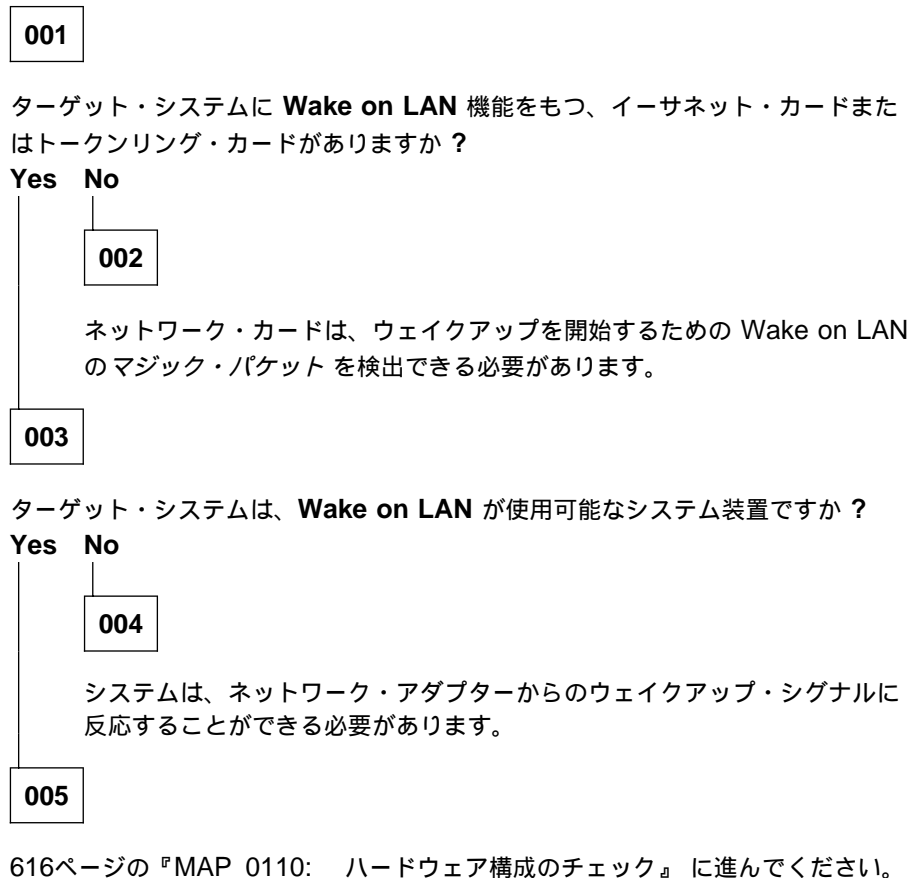 001
ターゲット・システムに Wake on LAN 機能をもつ、イーサネット・カードまた
はトークンリング・カードがありますか ?
Yes No
002
ネットワーク・カードは、ウェイクアップを開始するための Wake on LAN
のマジック・パケット を検出できる必要があります。
003
ターゲット・システムは、Wake on LAN が使用可能なシステム装置ですか ?
Yes No
004
システムは、ネットワーク・アダプターからのウェイクアップ・シグナルに
反応することができる必要があります。
005
616ページの『MAP 0110: ハードウェア構成のチェック』 に進んでください。